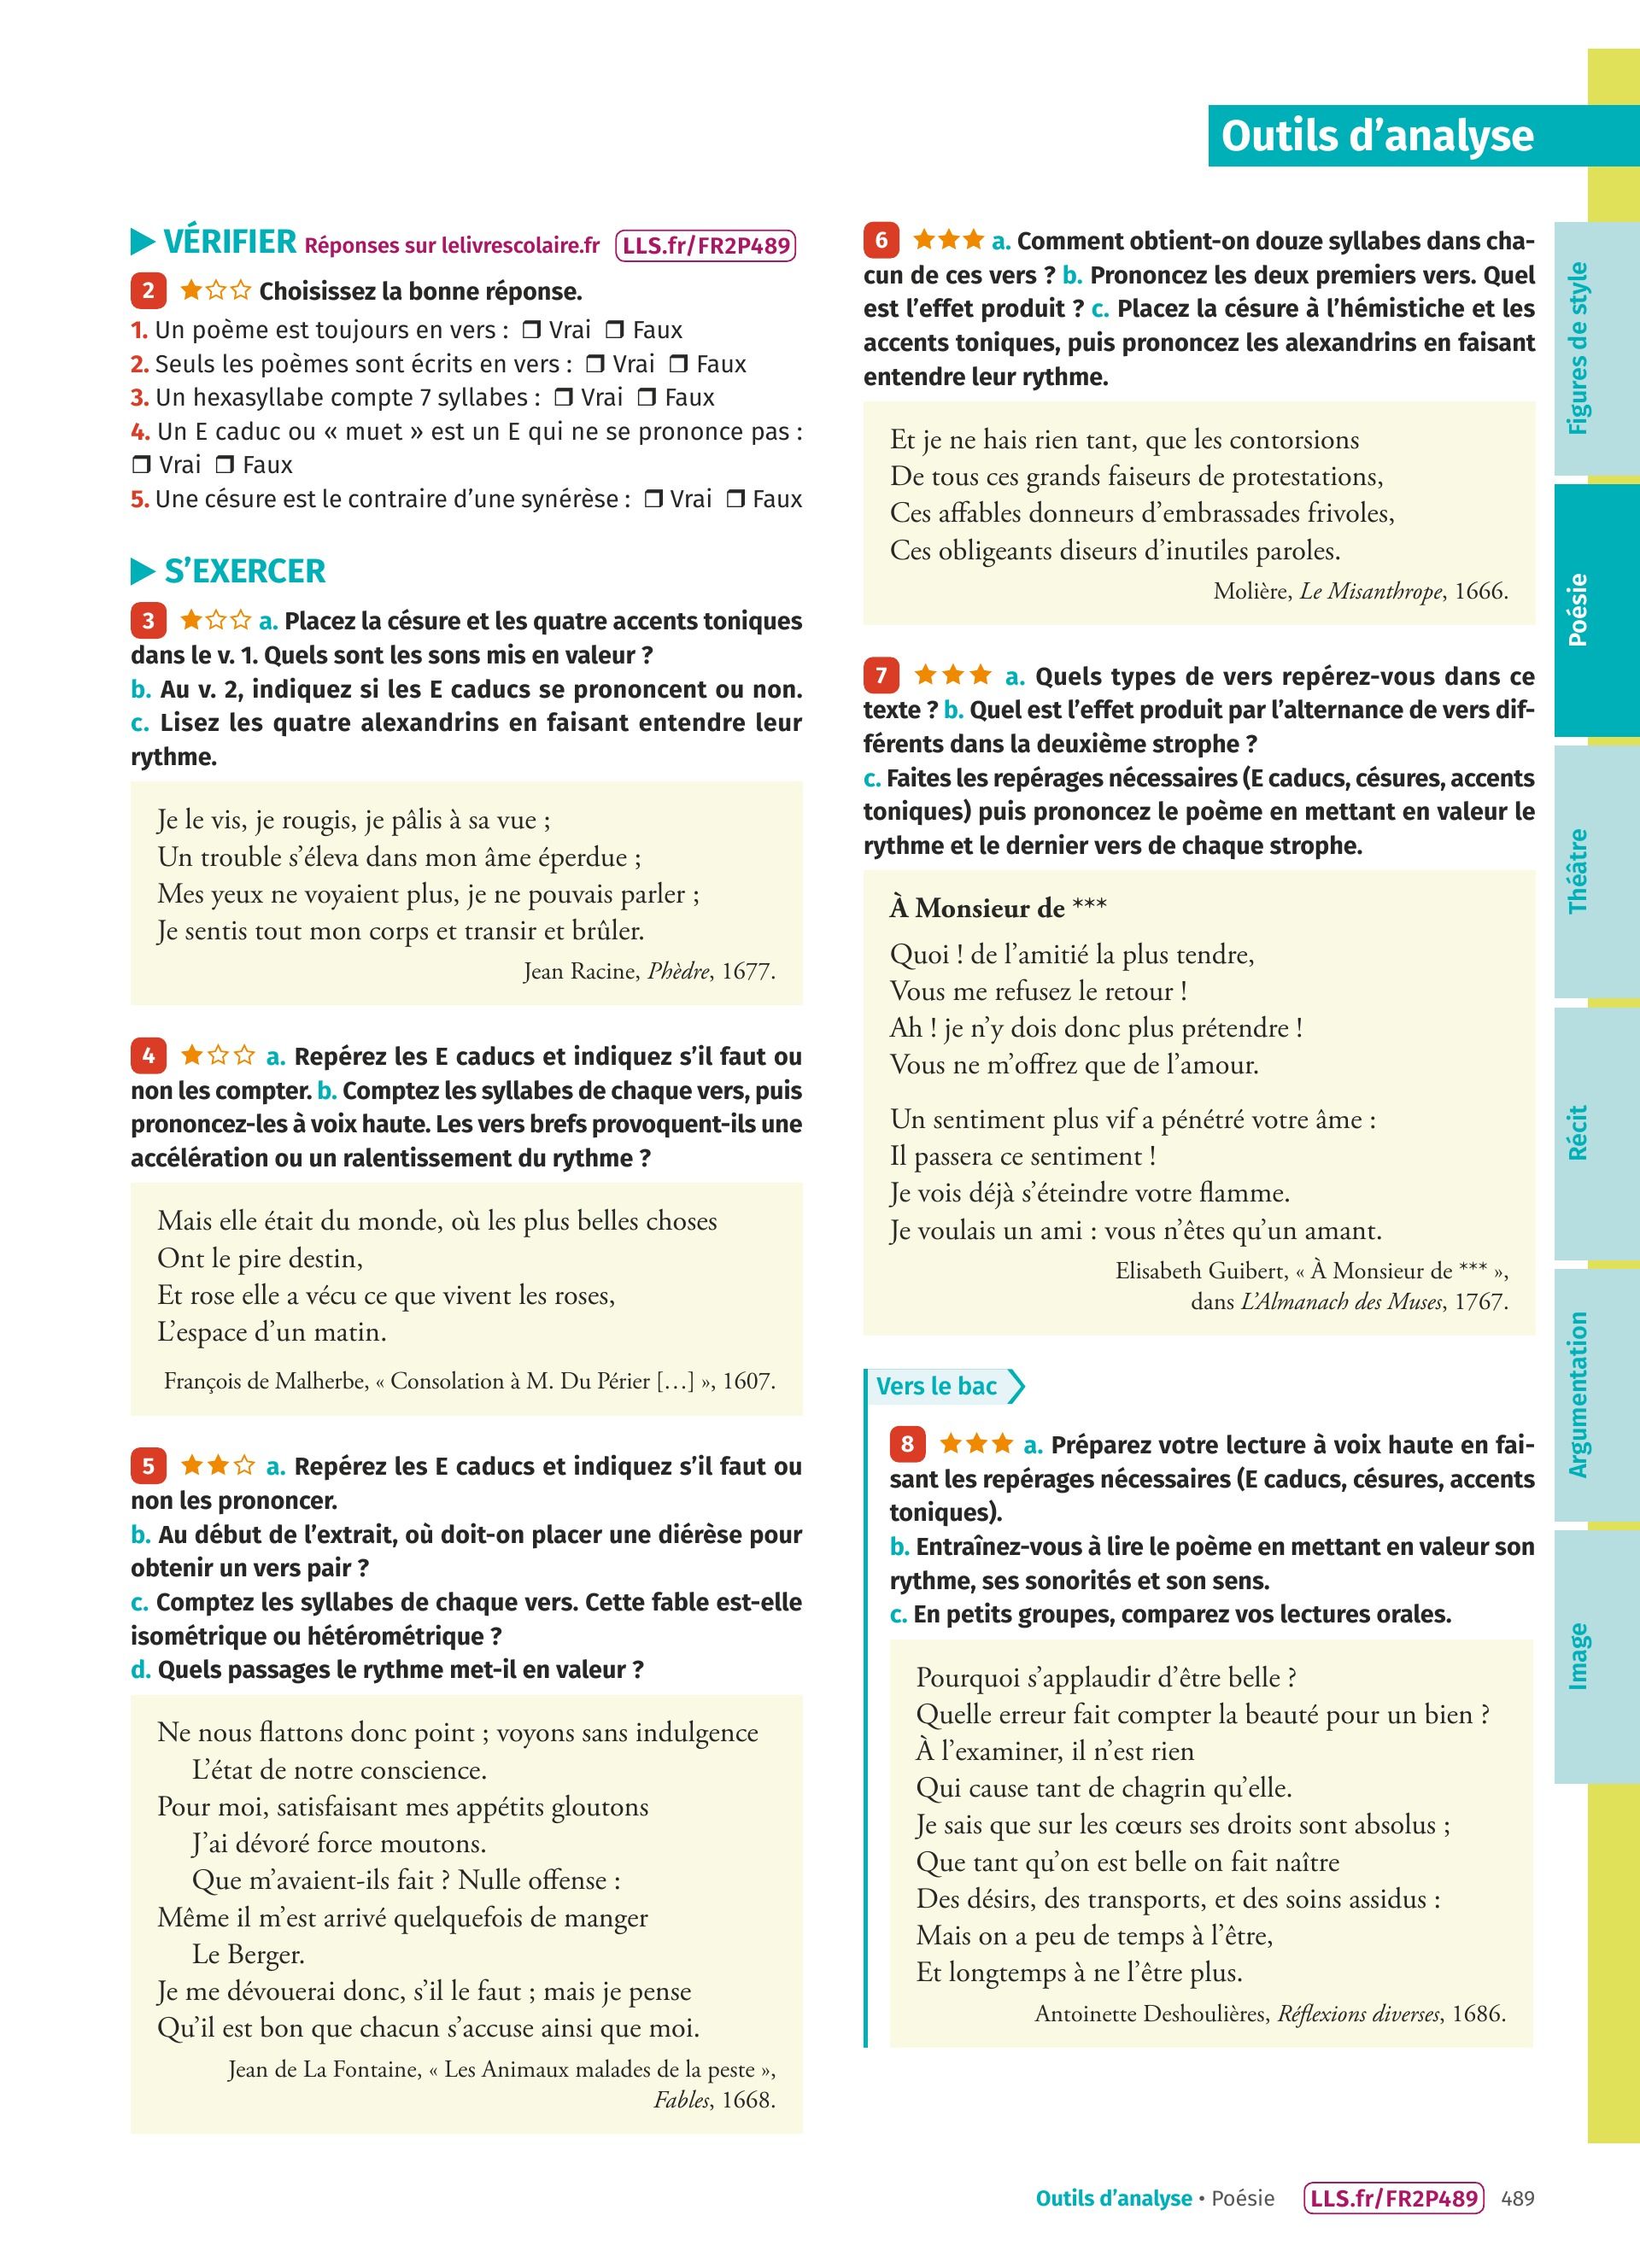 Outils d’analyse
▶ VÉRIFIER Réponses sur lelivrescolaire.fr LLS.fr/FR2P489
2 ★☆☆ Choisissez la bonne réponse.
1. Un poème est toujours en vers : ❒ Vrai ❒ Faux
2. Seuls les poèmes sont écrits en vers : ❒ Vrai ❒ Faux
3. Un hexasyllabe compte 7 syllabes : ❒ Vrai ❒ Faux
4. Un E caduc ou « muet » est un E qui ne se prononce pas :
❒ Vrai ❒ Faux
5. Une césure est le contraire d’une synérèse : ❒ Vrai ❒ Faux
▶ S’EXERCER
3 ★☆☆ a. Placez la césure et les quatre accents toniques
dans le v. 1. Quels sont les sons mis en valeur ?
b. Au v. 2, indiquez si les E caducs se prononcent ou non.
c. Lisez les quatre alexandrins en faisant entendre leur
rythme.
Je le vis, je rougis, je pâlis à sa vue ;
Un trouble s’éleva dans mon âme éperdue ;
Mes yeux ne voyaient plus, je ne pouvais parler ;
Je sentis tout mon corps et transir et brûler.
Jean Racine, Phèdre, 1677.
4 ★☆☆ a. Repérez les E caducs et indiquez s’il faut ou
non les compter. b. Comptez les syllabes de chaque vers, puis
prononcez-les à voix haute. Les vers brefs provoquent-ils une
accélération ou un ralentissement du rythme ?
Mais elle était du monde, où les plus belles choses
Ont le pire destin,
Et rose elle a vécu ce que vivent les roses,
L’espace d’un matin.
François de Malherbe, « Consolation à M. Du Périer […] », 1607.
5 ★★☆ a. Repérez les E caducs et indiquez s’il faut ou
non les prononcer.
b. Au début de l’extrait, où doit-on placer une diérèse pour
obtenir un vers pair ?
c. Comptez les syllabes de chaque vers. Cette fable est-elle
isométrique ou hétérométrique ?
d. Quels passages le rythme met-il en valeur ?
Ne nous flattons donc point ; voyons sans indulgence
L’état de notre conscience.
Pour moi, satisfaisant mes appétits gloutons
J’ai dévoré force moutons.
Que m’avaient-ils fait ? Nulle offense :
Même il m’est arrivé quelquefois de manger
Le Berger.
Je me dévouerai donc, s’il le faut ; mais je pense
Qu’il est bon que chacun s’accuse ainsi que moi.
Jean de La Fontaine, « Les Animaux malades de la peste »,
Fables, 1668.
6 ★★★ a. Comment obtient-on douze syllabes dans cha-
cun de ces vers ? b. Prononcez les deux premiers vers. Quel
est l’effet produit ? c. Placez la césure à l’hémistiche et les
accents toniques, puis prononcez les alexandrins en faisant
entendre leur rythme.
Et je ne hais rien tant, que les contorsions
De tous ces grands faiseurs de protestations,
Ces affables donneurs d’embrassades frivoles,
Ces obligeants diseurs d’inutiles paroles.
Molière, Le Misanthrope, 1666.
7 ★★★ a. Quels types de vers repérez-vous dans ce
texte ? b. Quel est l’effet produit par l’alternance de vers dif-
férents dans la deuxième strophe ?
c. Faites les repérages nécessaires (E caducs, césures, accents
toniques) puis prononcez le poème en mettant en valeur le
rythme et le dernier vers de chaque strophe.
À Monsieur de ***
Quoi ! de l’amitié la plus tendre,
Vous me refusez le retour !
Ah ! je n’y dois donc plus prétendre !
Vous ne m’offrez que de l’amour.
Un sentiment plus vif a pénétré votre âme :
Il passera ce sentiment !
Je vois déjà s’éteindre votre flamme.
Je voulais un ami : vous n’êtes qu’un amant.
Elisabeth Guibert, « À Monsieur de *** »,
dans L’Almanach des Muses, 1767.
Vers le bac
8 ★★★ a. Préparez votre lecture à voix haute en fai-
sant les repérages nécessaires (E caducs, césures, accents
toniques).
b. Entraînez-vous à lire le poème en mettant en valeur son
rythme, ses sonorités et son sens.
c. En petits groupes, comparez vos lectures orales.
Pourquoi s’applaudir d’être belle ?
Quelle erreur fait compter la beauté pour un bien ?
À l’examiner, il n’est rien
Qui cause tant de chagrin qu’elle.
Je sais que sur les cœurs ses droits sont absolus ;
Que tant qu’on est belle on fait naître
Des désirs, des transports, et des soins assidus :
Mais on a peu de temps à l’être,
Et longtemps à ne l’être plus.
Antoinette Deshoulières, Réflexions diverses, 1686.
Figures de style
Poésie
Théâtre
Récit
Argumentation
Image
Outils d’analyse • Poésie LLS.fr/FR2P489 489